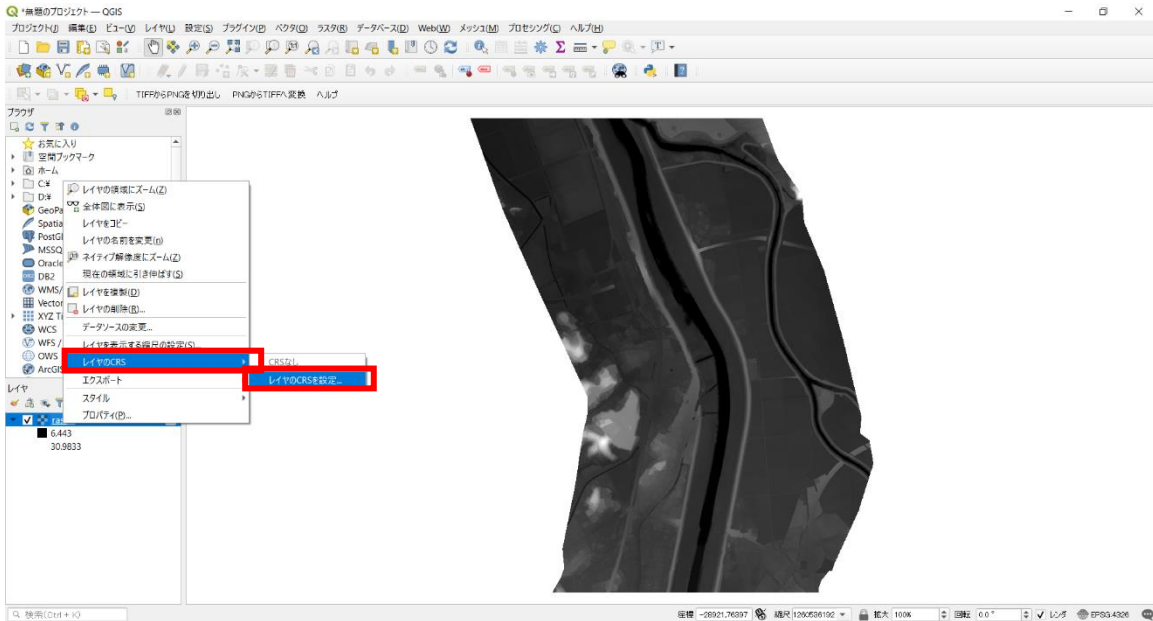 *無題のプロジェクト — QGIS
プロジェクト(J) 編集(E) ビュー(V) レイヤ(L) 設定(S) プラグイン(P) ベクタ(O) ラスタ(R) データベース(D) Web(W) メッシュ(M) プロセシング(C) ヘルプ(H)
TIFFからPNGを切り出し PNGからTIFFへ変換 ヘルプ
ブラウザ
お気に入り
空間ブックマーク
ホーム
C:¥
D:¥
GeoPa
Spatia
PostGI
MSSQ
Oracle
DB2
WMS/
Vector
XYZ Ti
WCS
WFS /
OWS
ArcGIS
レイヤの領域にズーム(Z)
全体図に表示(S)
レイヤをコピー
レイヤの名前を変更(n)
ネイティブ解像度にズーム(Z)
現在の領域に引き伸ばす(S)
レイヤを複製(D)
レイヤの削除(R)...
データソースの変更...
レイヤを表示する縮尺の設定(S)...
レイヤのCRS
エクスポート
スタイル
プロパティ(P)...
CRSなし
レイヤのCRSを設定...
レイヤ
ras
6.443
30.9833
検索(Ctrl + K)
座標 -28921,76397 縮尺 1260536192 拡大 100% 回転 0.0° レンダ EPSG:4326